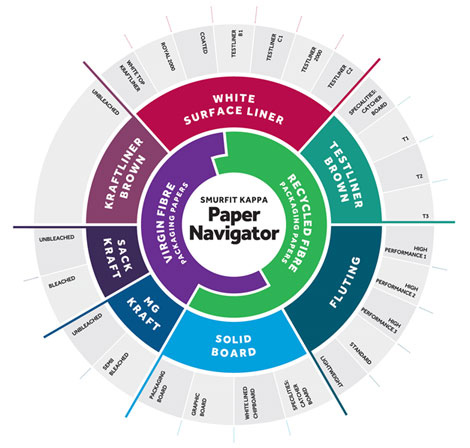 SMURFIT KAPPA
Paper
Navigator
VIRGIN FIBRE
PACKAGING PAPERS
RECYCLED FIBRE
PACKAGING PAPERS
WHITE
SURFACE LINER
WHITE TOP
KRAFTLINER
ROYAL 2000
COATED
TESTLINER
B1
TESTLINER
C1
TESTLINER
2000
TESTLINER
C2
TESTLINER
BROWN
SPECIALITIES:
CATCHER
BOARD
T1
T2
T3
FLUTING
HIGH
PERFORMANCE 1
HIGH
PERFORMANCE 2
HIGH
PERFORMANCE 3
STANDARD
LIGHTWEIGHT
SOLID
BOARD
SPECILITIES:
CATCHER
BOARD
WHITE LINED
CHIPBOARD
GRAPHIC
BOARD
PACKAGING
BOARD
MG
KRAFT
SEMI
BLEACHED
UNBLEACHED
SACK
KRAFT
BLEACHED
UNBLEACHED
KRAFTLINER
BROWN
UNBLEACHED